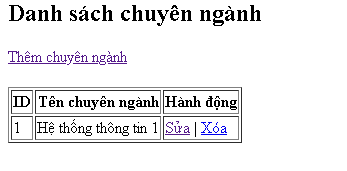 Danh sách chuyên ngành
Thêm chuyên ngành
ID Tên chuyên ngành Hành động
1 Hệ thống thông tin 1 Sửa | Xóa